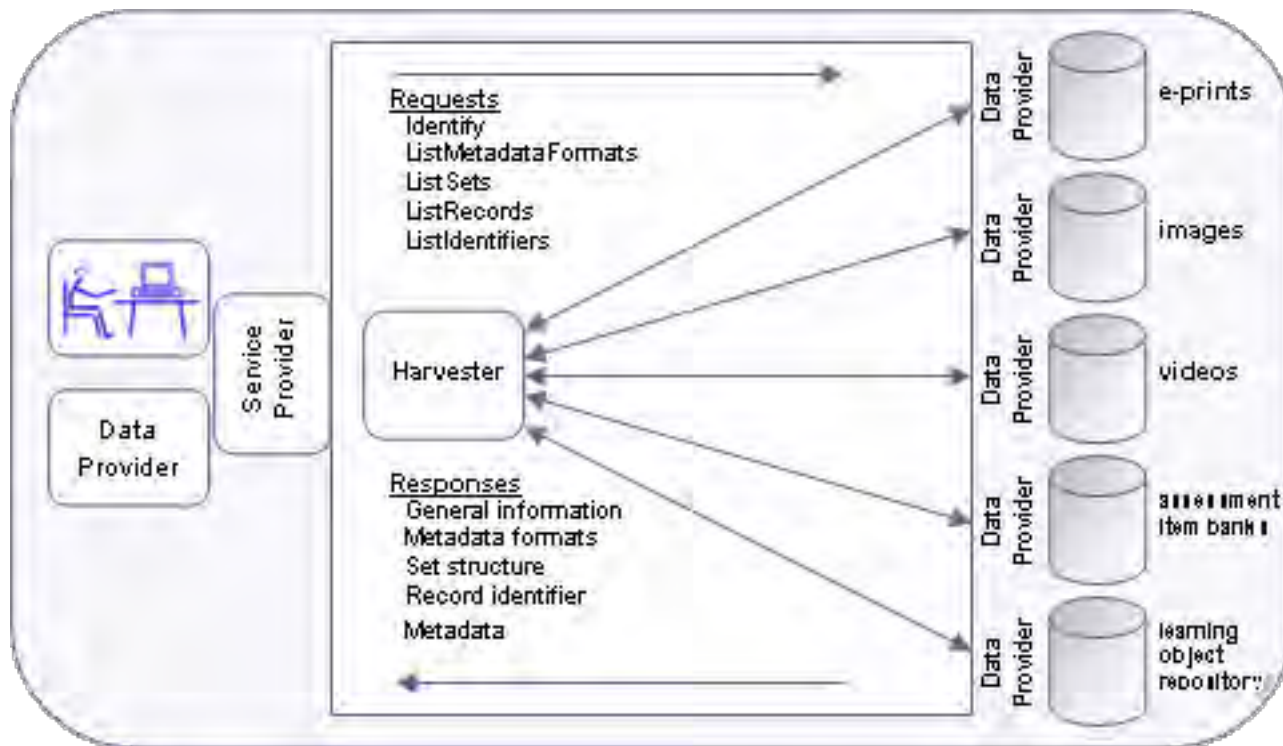 Requests
Identify
ListMetadataFormats
ListSets
ListRecords
ListIdentifiers
Service
Provider
Data
Provider
Harvester
Responses
General information
Metadata formats
Set structure
Record identifier
Metadata
Data
Provider
e-prints
Data
Provider
images
Data
Provider
videos
Data
Provider
assessment
item banks
Data
Provider
learning
object
repository